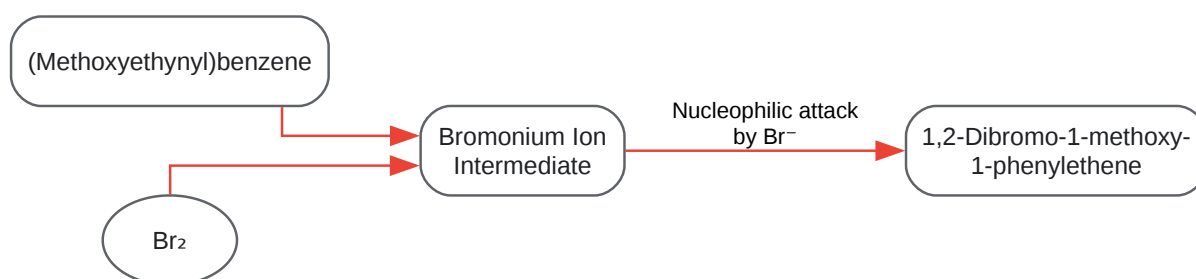 (Methoxyethynyl)benzene
Nucleophilic attack
by Br⁻
Bromonium Ion
Intermediate
1,2-Dibromo-1-methoxy-
1-phenylethene
Br₂